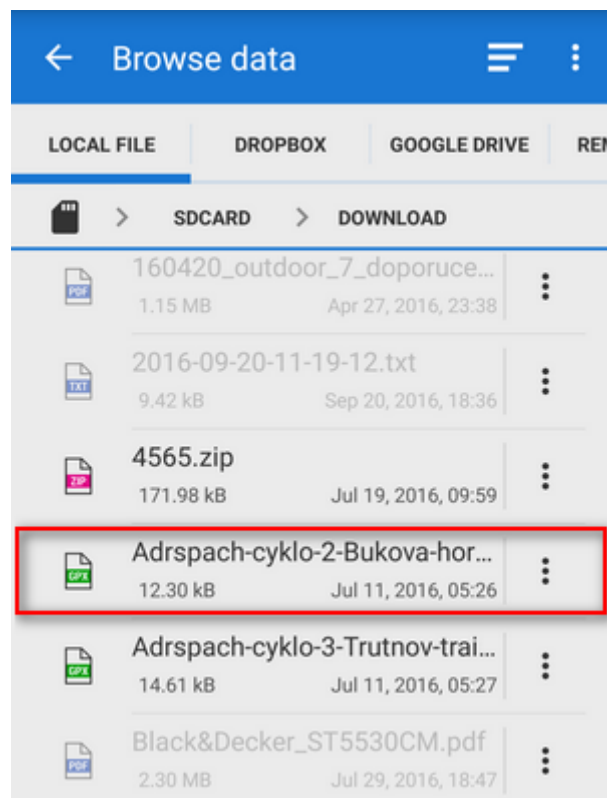 Browse data
LOCAL FILE DROPBOX GOOGLE DRIVE
SDCARD DOWNLOAD
160420_outdoor_7_doporuce...
PDF
1.15 MB Apr 27, 2016, 23:38
2016-09-20-11-19-12.txt
TXT
9.42 kB Sep 20, 2016, 18:36
4565.zip
ZIP
171.98 kB Jul 19, 2016, 09:59
Adrspach-cyklo-2-Bukova-hor...
GPX
12.30 kB Jul 11, 2016, 05:26
Adrspach-cyklo-3-Trutnov-trai...
GPX
14.61 kB Jul 11, 2016, 05:27
Black&Decker_ST5530CM.pdf
PDF
2.30 MB Jul 29, 2016, 18:47